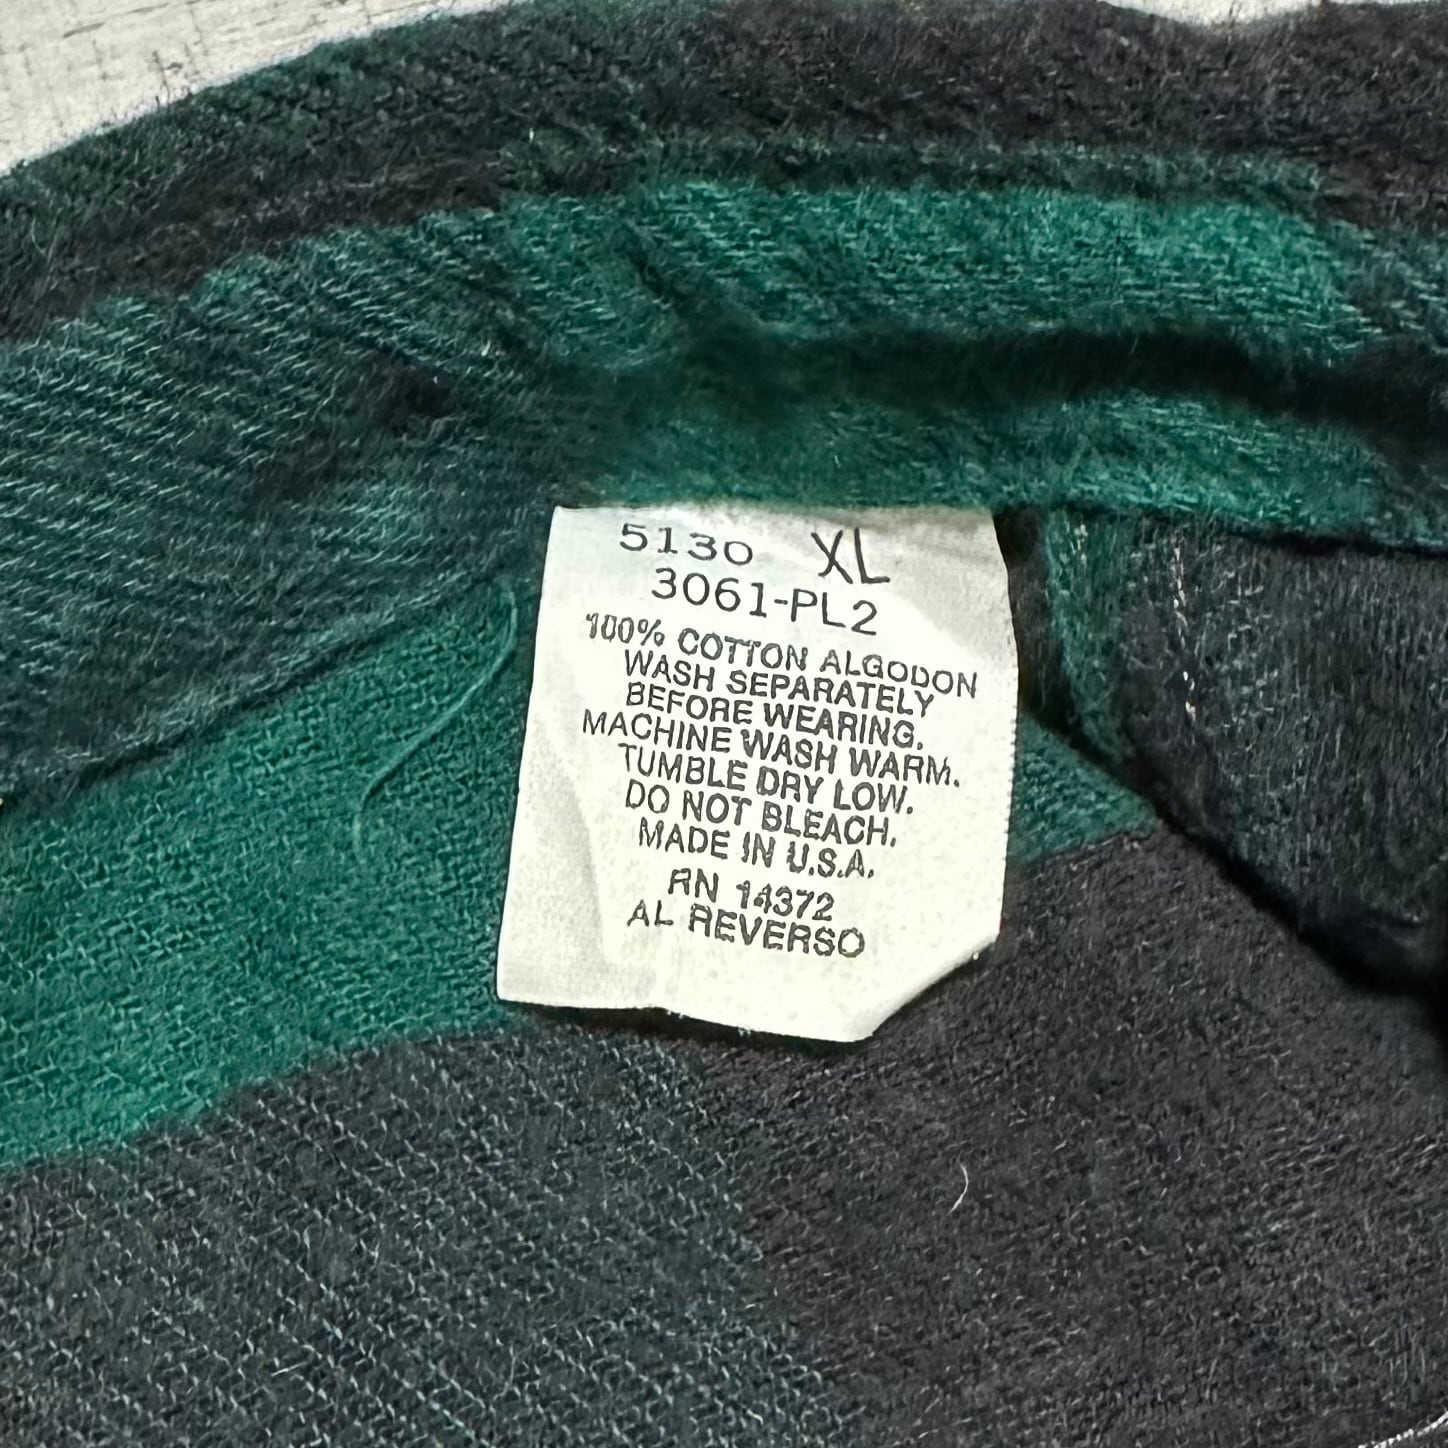 5130 XL
3061-PL2
100% COTTON ALGODON
WASH SEPARATELY
BEFORE WEARING.
MACHINE WASH WARM.
TUMBLE DRY LOW.
DO NOT BLEACH.
MADE IN U.S.A.
RN 14372
AL REVERSO